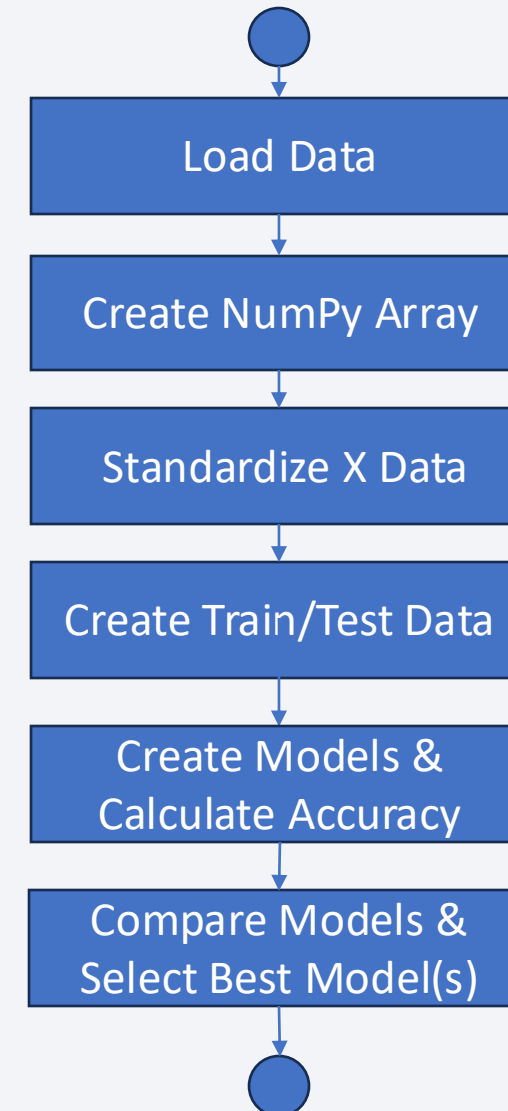 Load Data
Create NumPy Array
Standardize X Data
Create Train/Test Data
Create Models &
Calculate Accuracy
Compare Models &
Select Best Model(s)